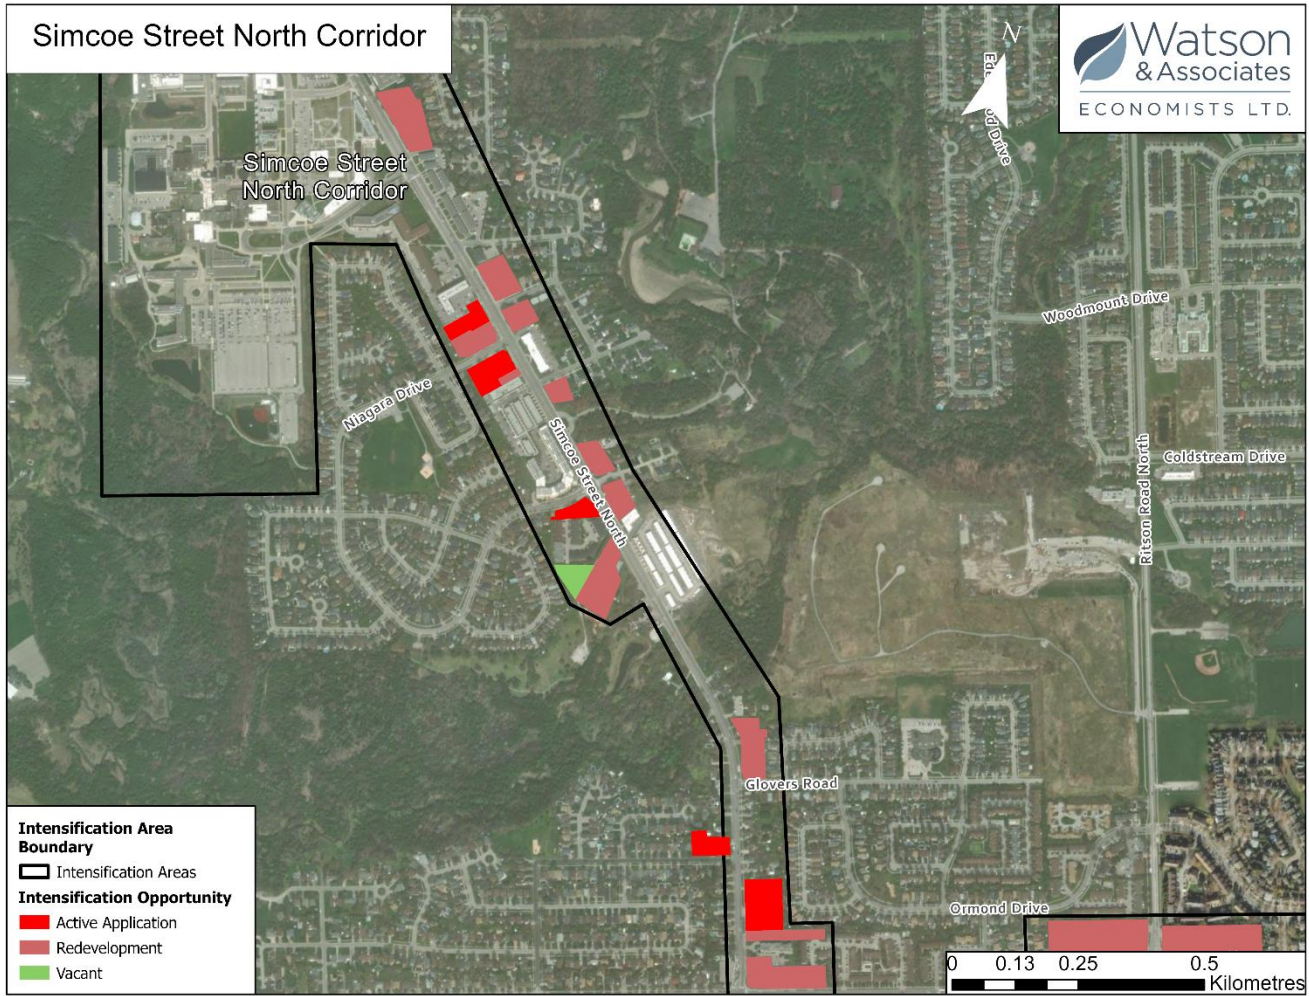 Simcoe Street North Corridor
Watson
& Associates
ECONOMISTS LTD.
N
Simcoe Street
North Corridor
Woodmount Drive
Niagara Drive
Simcoe Street North
Coldstream Drive
Ritson Road North
Glovers Road
Ormond Drive
Intensification Area
Boundary
Intensification Areas
Intensification Opportunity
Active Application
Redevelopment
Vacant
0 0.13 0.25 0.5
Kilometres